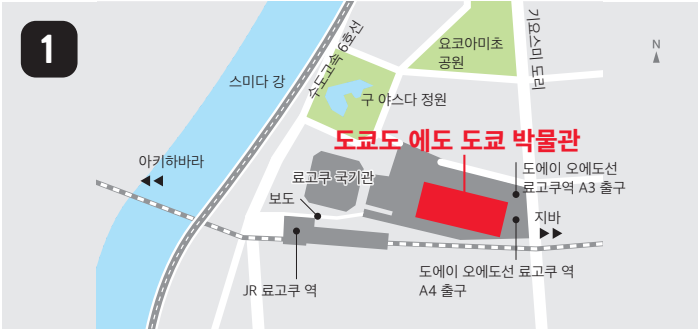 1
스미다 강
수도고속 6호선
요코아미초
공원
기요스미 도리
N
구 야스다 정원
도쿄도 에도 도쿄 박물관
아키하바라
료고쿠 국기관
도에이 오에도선
료고쿠역 A3 출구
보도
지바
JR 료고쿠 역
도에이 오에도선 료고쿠 역
A4 출구